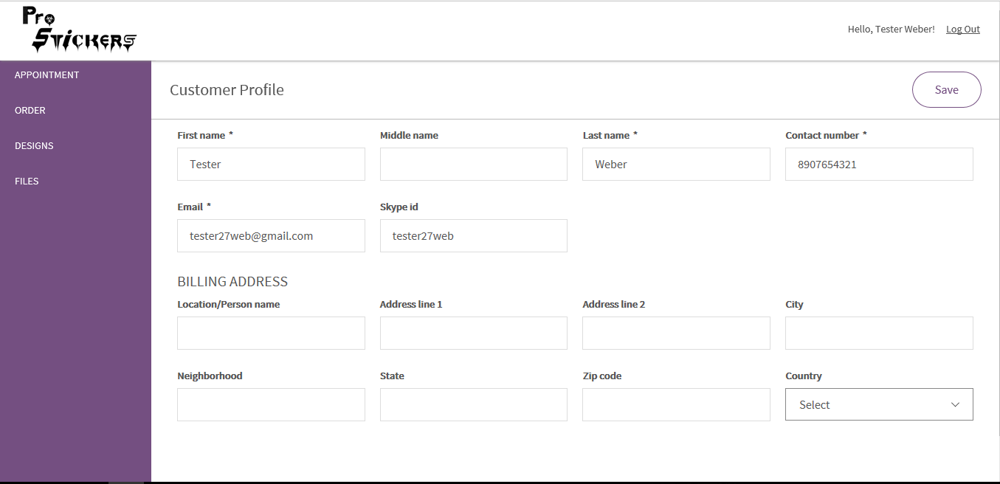 Pro
Stickers
Hello, Tester Weber! Log Out
APPOINTMENT
ORDER
DESIGNS
FILES
Customer Profile
Save
First name * Middle name Last name * Contact number *
Tester Weber 8907654321
Email * Skype id
tester27web@gmail.com tester27web
BILLING ADDRESS
Location/Person name Address line 1 Address line 2 City
Neighborhood State Zip code Country
Select